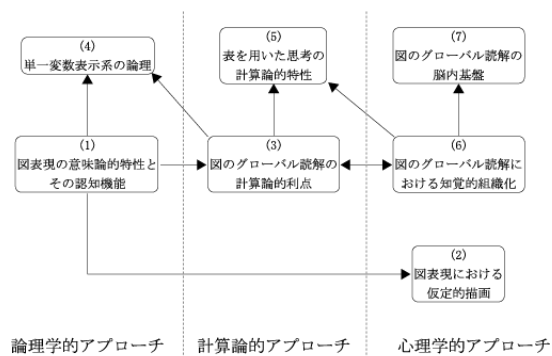 (4)
単一変数表示系の論理
(5)
表を用いた思考の
計算論的特性
(7)
図のグローバル読解の
脳内基盤
(1)
図表現の意味論的特性と
その認知機能
(3)
図のグローバル読解の
計算論的利点
(6)
図のグローバル読解に
おける知覚的組織化
(2)
図表現における
仮定的描画
論理学的アプローチ
計算論的アプローチ
心理学的アプローチ